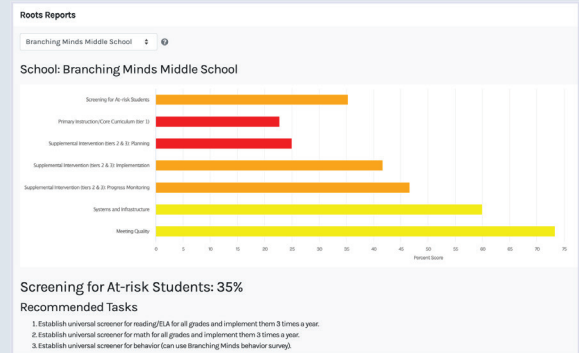 Roots Reports
Branching Minds Middle School
School: Branching Minds Middle School
Screening for At-risk Students
Primary Instruction/Core Curriculum (tier 1)
Supplemental Intervention (tiers 2 & 3): Planning
Supplemental Intervention (tiers 2 & 3): Implementation
Supplemental Intervention (tiers 2 & 3): Progress Monitoring
Systems and Infrastructure
Meeting Quality
0 5 10 15 20 25 30 35 40 45 50 55 60 65 70 75
Percent Score
Screening for At-risk Students: 35%
Recommended Tasks
1. Establish universal screener for reading/ELA for all grades and implement them 3 times a year.
2. Establish universal screener for math for all grades and implement them 3 times a year.
3. Establish universal screener for behavior (can use Branching Minds behavior survey).